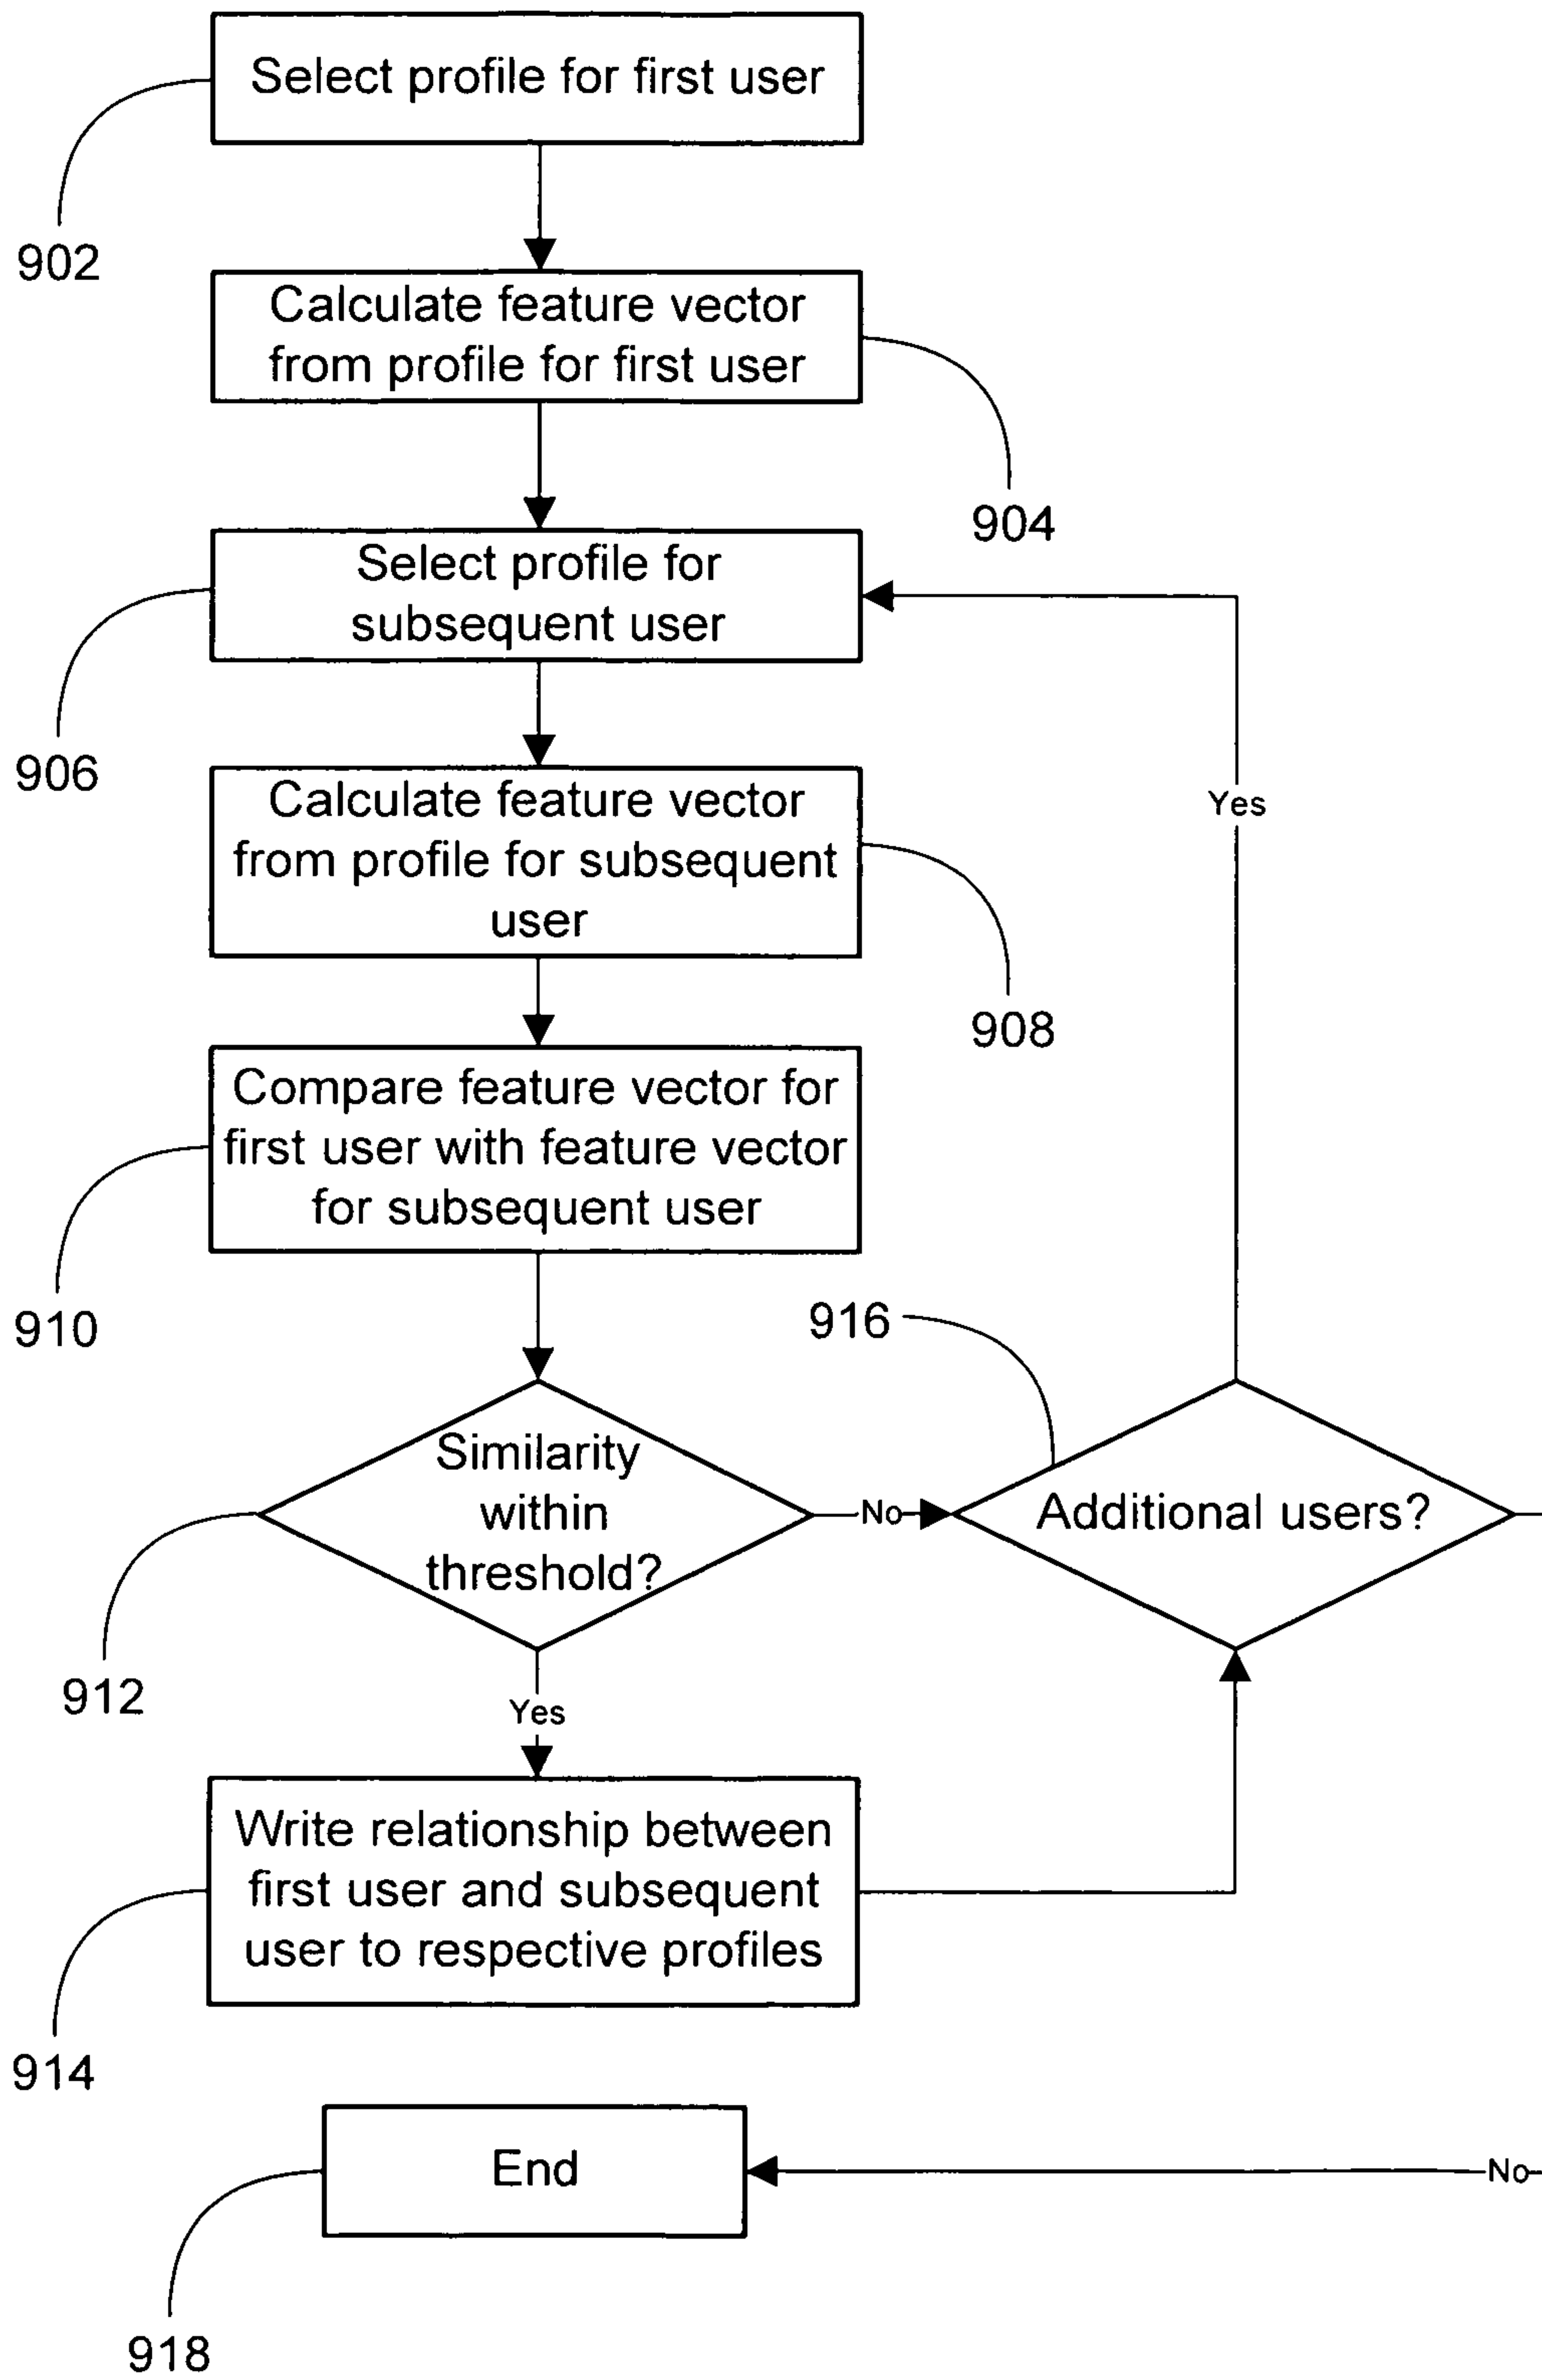 Select profile for first user
902
Calculate feature vector
from profile for first user
904
Select profile for
subsequent user
906
Calculate feature vector
from profile for subsequent
user
Yes
908
Compare feature vector for
first user with feature vector
for subsequent user
910
916
Similarity
within
threshold?
No
Additional users?
912
Yes
Write relationship between
first user and subsequent
user to respective profiles
914
End
No
918